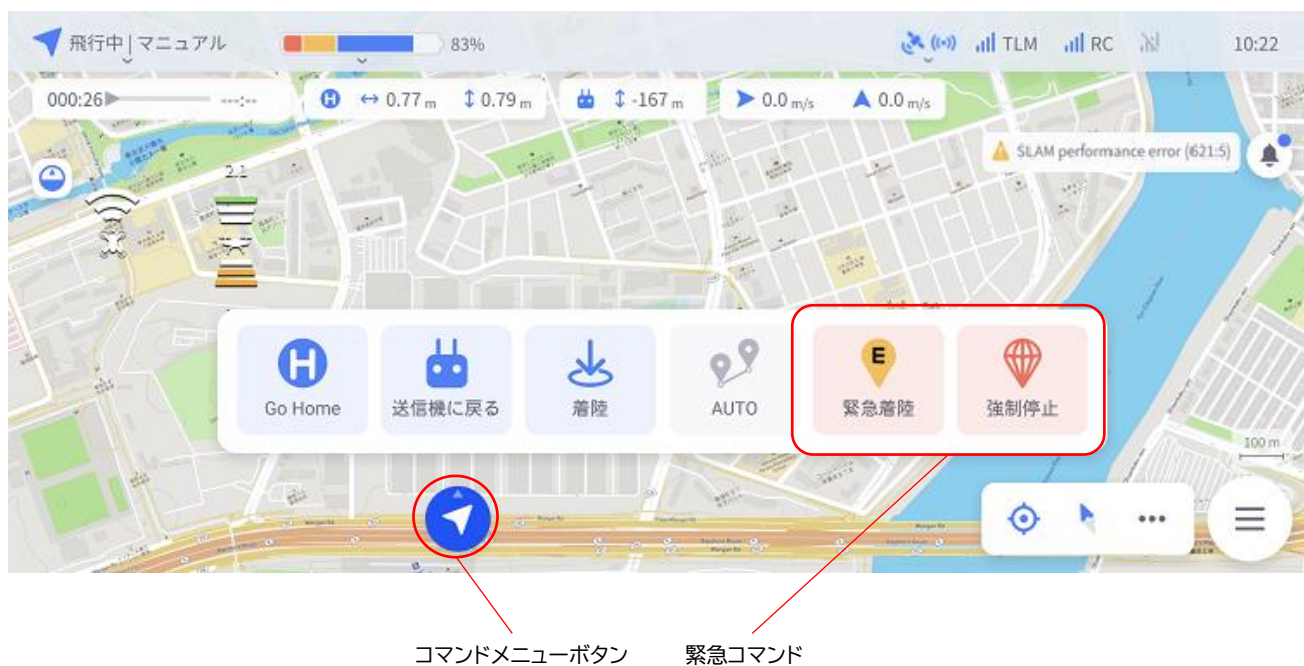 飛行中 | マニュアル 83% TLM RC 10:22
000:26 ---:-- H 0.77 m 0.79 m -167 m 0.0 m/s 0.0 m/s
SLAM performance error (621:5)
2.1
H E
Go Home 送信機に戻る 着陸 AUTO 緊急着陸 強制停止
100 m
コマンドメニューボタン 緊急コマンド